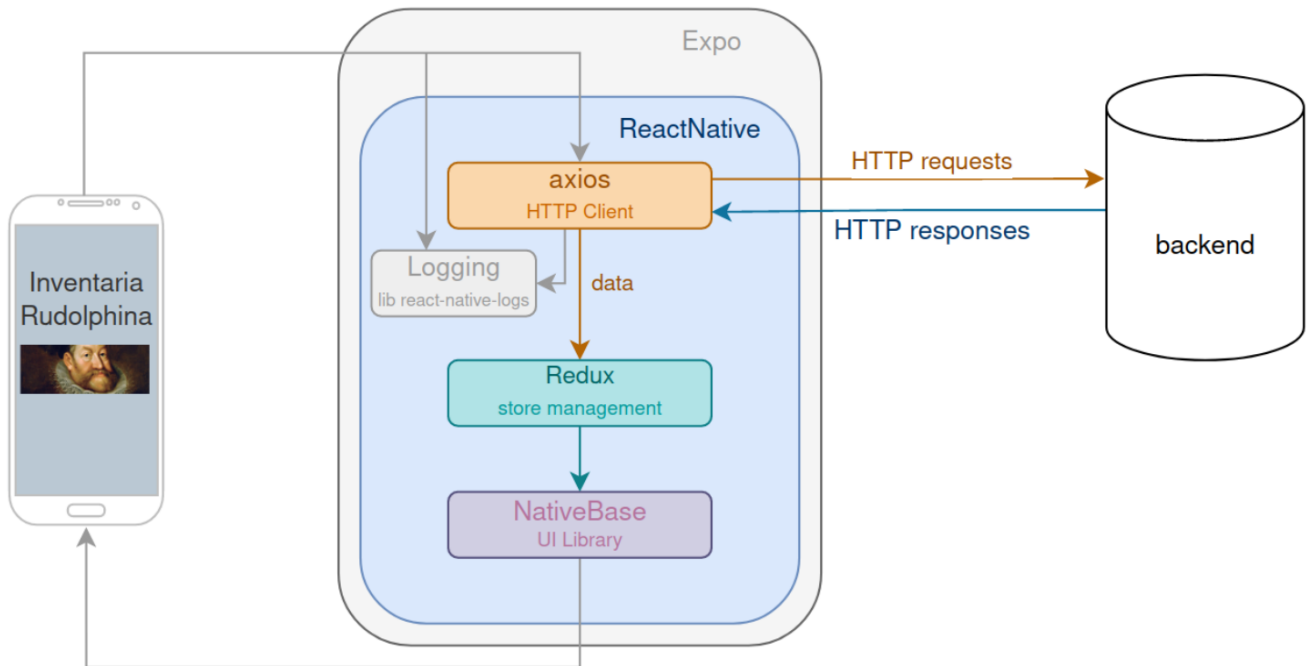 Expo
ReactNative
axios
HTTP Client
HTTP requests
HTTP responses
backend
Logging
lib react-native-logs
data
Inventaria
Rudolphina
Redux
store management
NativeBase
UI Library